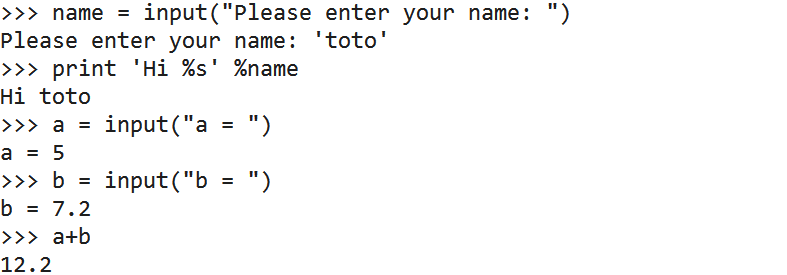 >>> name = input("Please enter your name: ")
Please enter your name: 'toto'
>>> print 'Hi %s' %name
Hi toto
>>> a = input("a = ")
a = 5
>>> b = input("b = ")
b = 7.2
>>> a+b
12.2